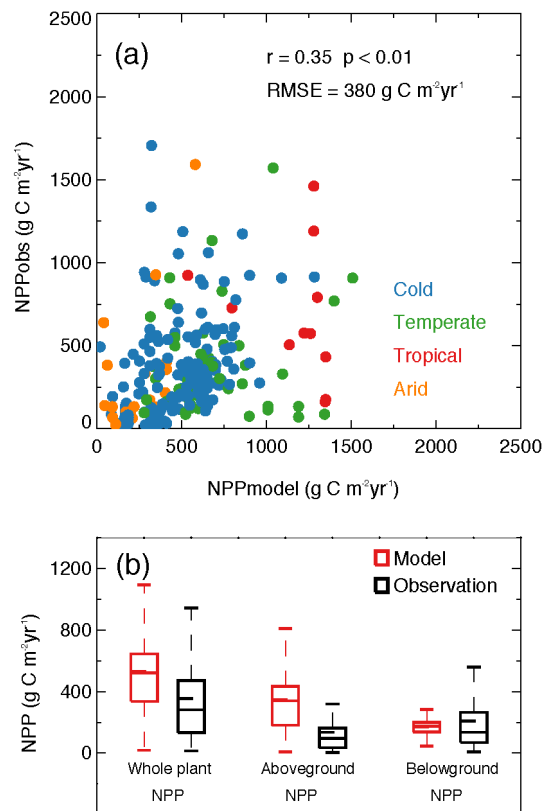 2500
(a)
r = 0.35 p < 0.01
RMSE = 380 g C m⁻²yr⁻¹
2000
1500
1000
500
0
NPPobs (g C m⁻²yr⁻¹)
Cold
Temperate
Tropical
Arid
0 500 1000 1500 2000 2500
NPPmodel (g C m⁻²yr⁻¹)
(b)
Model
Observation
1200
800
400
0
NPP (g C m⁻²yr⁻¹)
Whole plant Aboveground Belowground
NPP NPP NPP